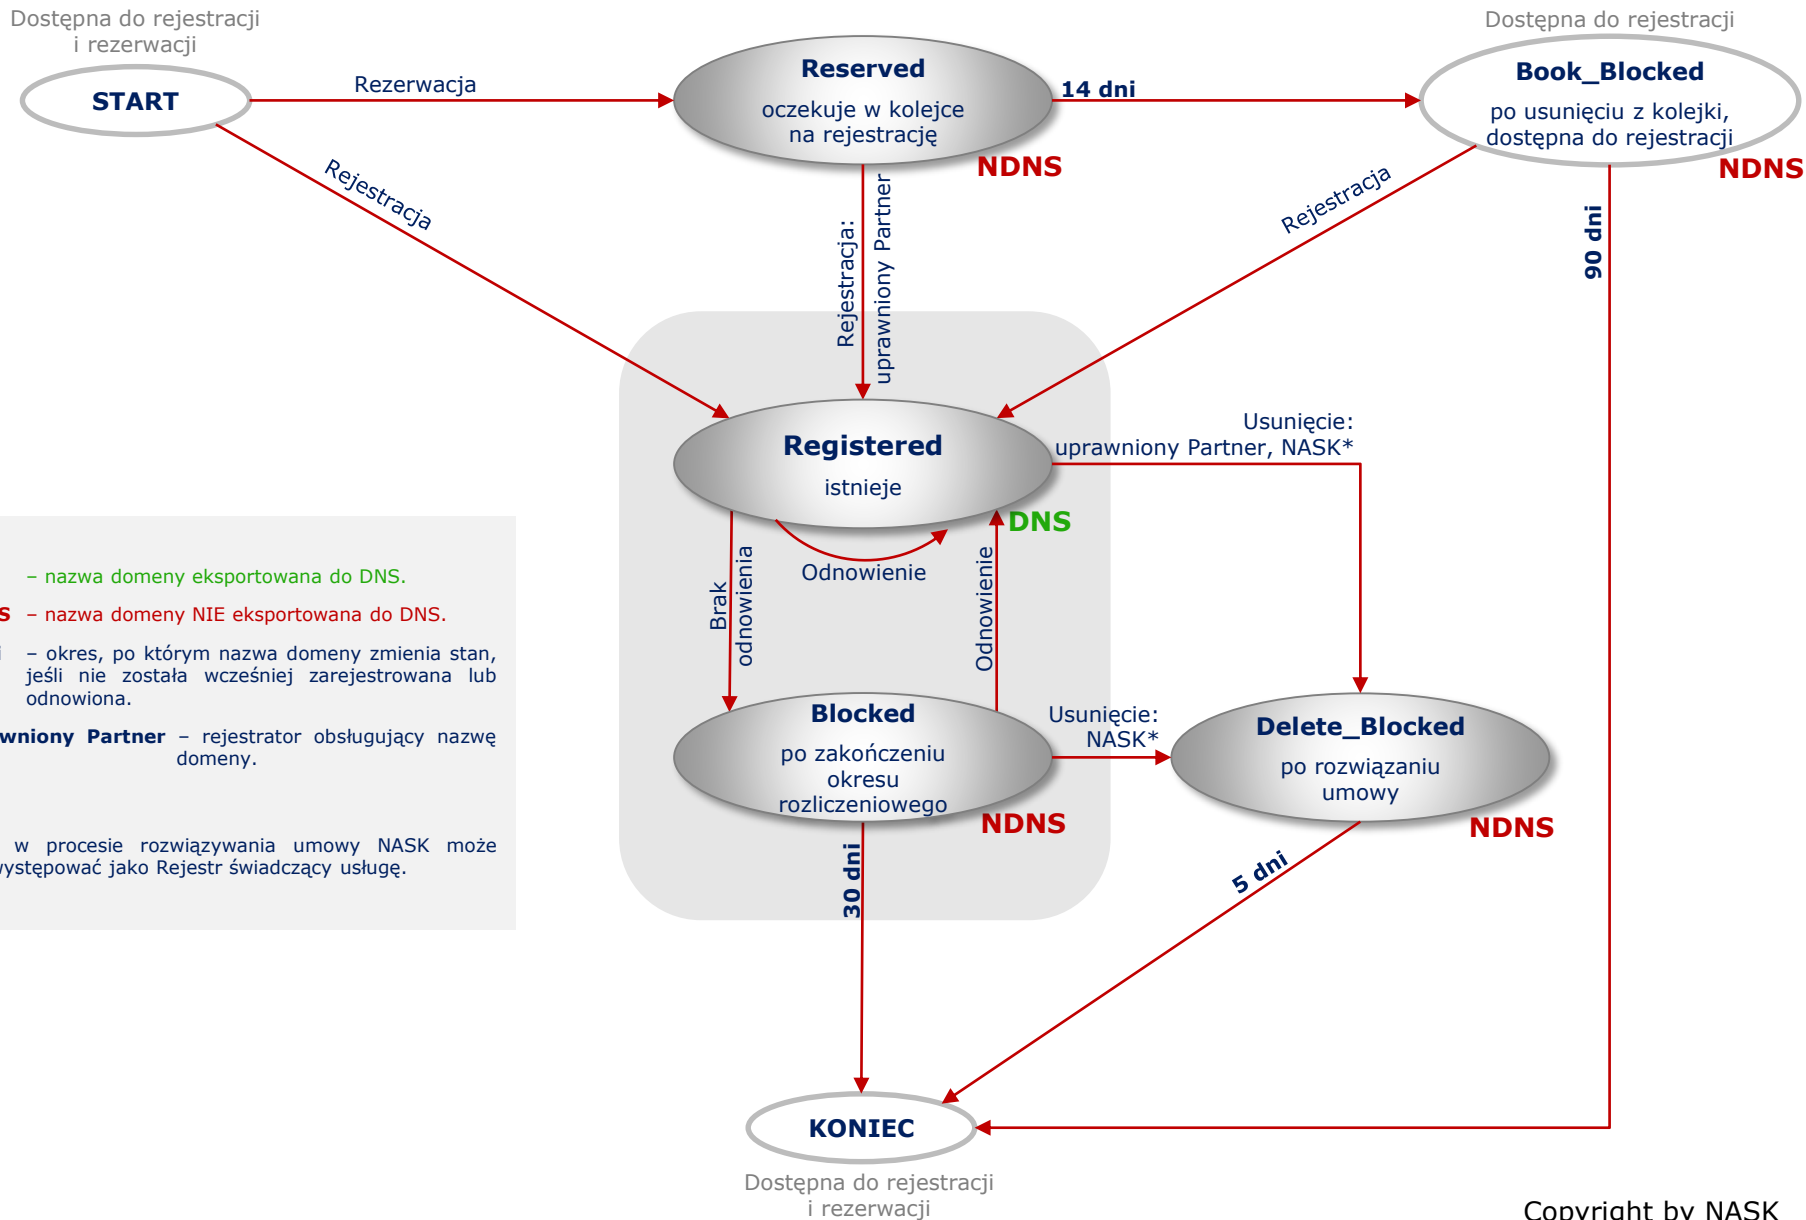 Dostępna do rejestracji
i rezerwacji
START
Rezerwacja
Rejestracja
Reserved
oczekuje w kolejce
na rejestrację
NDNS
14 dni
Dostępna do rejestracji
Book_Blocked
po usunięciu z kolejki,
dostępna do rejestracji
NDNS
Rejestracja:
uprawniony Partner
Rejestracja
90 dni
Registered
istnieje
DNS
Usunięcie:
uprawniony Partner, NASK*
Brak
odnowienia
Odnowienie
Odnowienie
Blocked
po zakończeniu
okresu
rozliczeniowego
NDNS
Usunięcie:
NASK*
Delete_Blocked
po rozwiązaniu
umowy
NDNS
30 dni
5 dni
KONIEC
Dostępna do rejestracji
i rezerwacji
– nazwa domeny eksportowana do DNS.
S – nazwa domeny NIE eksportowana do DNS.
i – okres, po którym nazwa domeny zmienia stan,
jeśli nie została wcześniej zarejestrowana lub
odnowiona.
wniony Partner – rejestrator obsługujący nazwę
domeny.
w procesie rozwiązywania umowy NASK może
występować jako Rejestr świadczący usługę.
Copyright by NASK